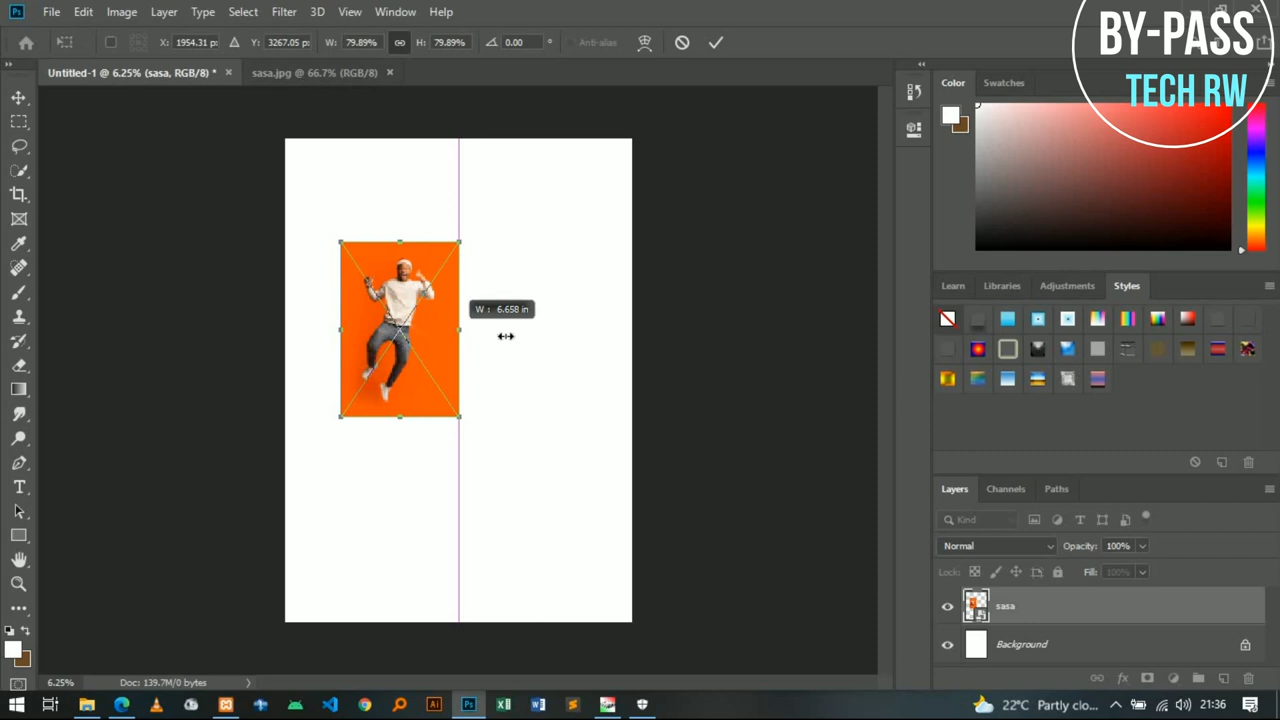 File Edit Image Layer Type Select Filter 3D View Window Help
BY-PASS
TECH RW
X: 1954.31 p: Y: 3267.05 p: W: 79.89% H: 79.89% 0.00 ° Anti-alias
Untitled-1 @ 6.25% (sasa, RGB/8) * × sasa.jpg @ 66.7% (RGB/8) ×
Color Swatches
W : 6.658 in
Learn Libraries Adjustments Styles
Layers Channels Paths
Kind
Normal Opacity: 100%
Lock: Fill: 100%
sasa
Background
6.25% Doc: 139.7M/0 bytes
22°C Partly clo... 21:36